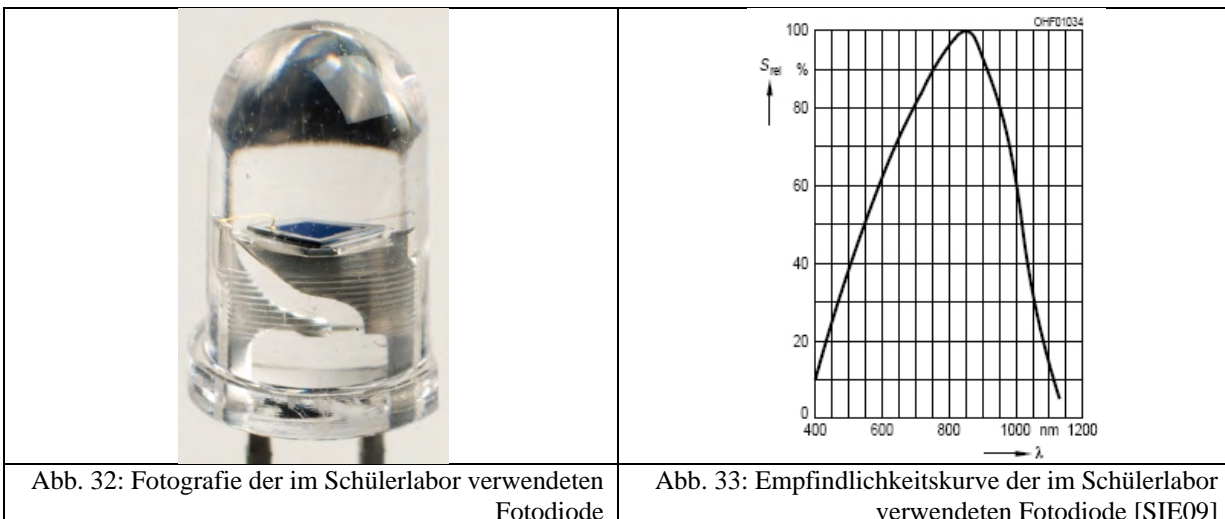 OHF01034
100
S rel %
80
60
40
20
0
400 600 800 1000 nm 1200
λ
Abb. 32: Fotografie der im Schülerlabor verwendeten
Fotodiode
Abb. 33: Empfindlichkeitskurve der im Schülerlabor
verwendeten Fotodiode [SIE09]